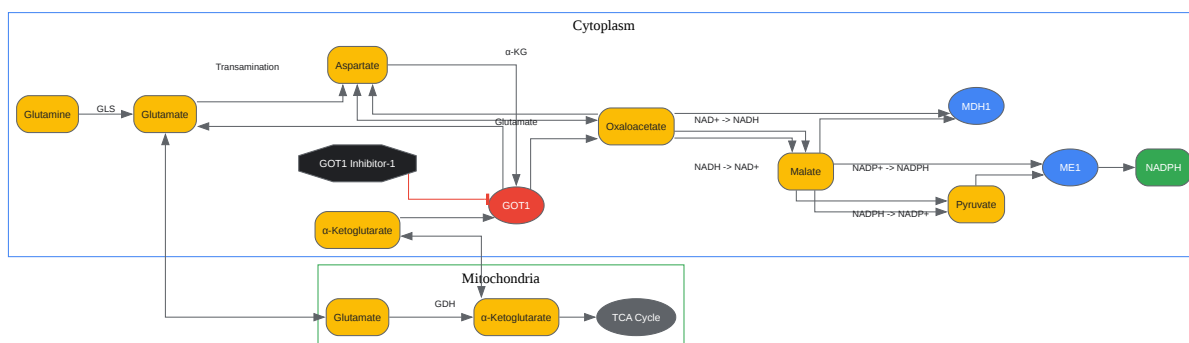 Cytoplasm
α-KG
Aspartate
Transamination
Glutamine
GLS
Glutamate
Glutamate
Oxaloacetate
NAD+ -> NADH
MDH1
GOT1 Inhibitor-1
NADH -> NAD+
Malate
NADP+ -> NADPH
ME1
NADPH
GOT1
Pyruvate
NADPH -> NADP+
α-Ketoglutarate
Mitochondria
Glutamate
GDH
α-Ketoglutarate
TCA Cycle